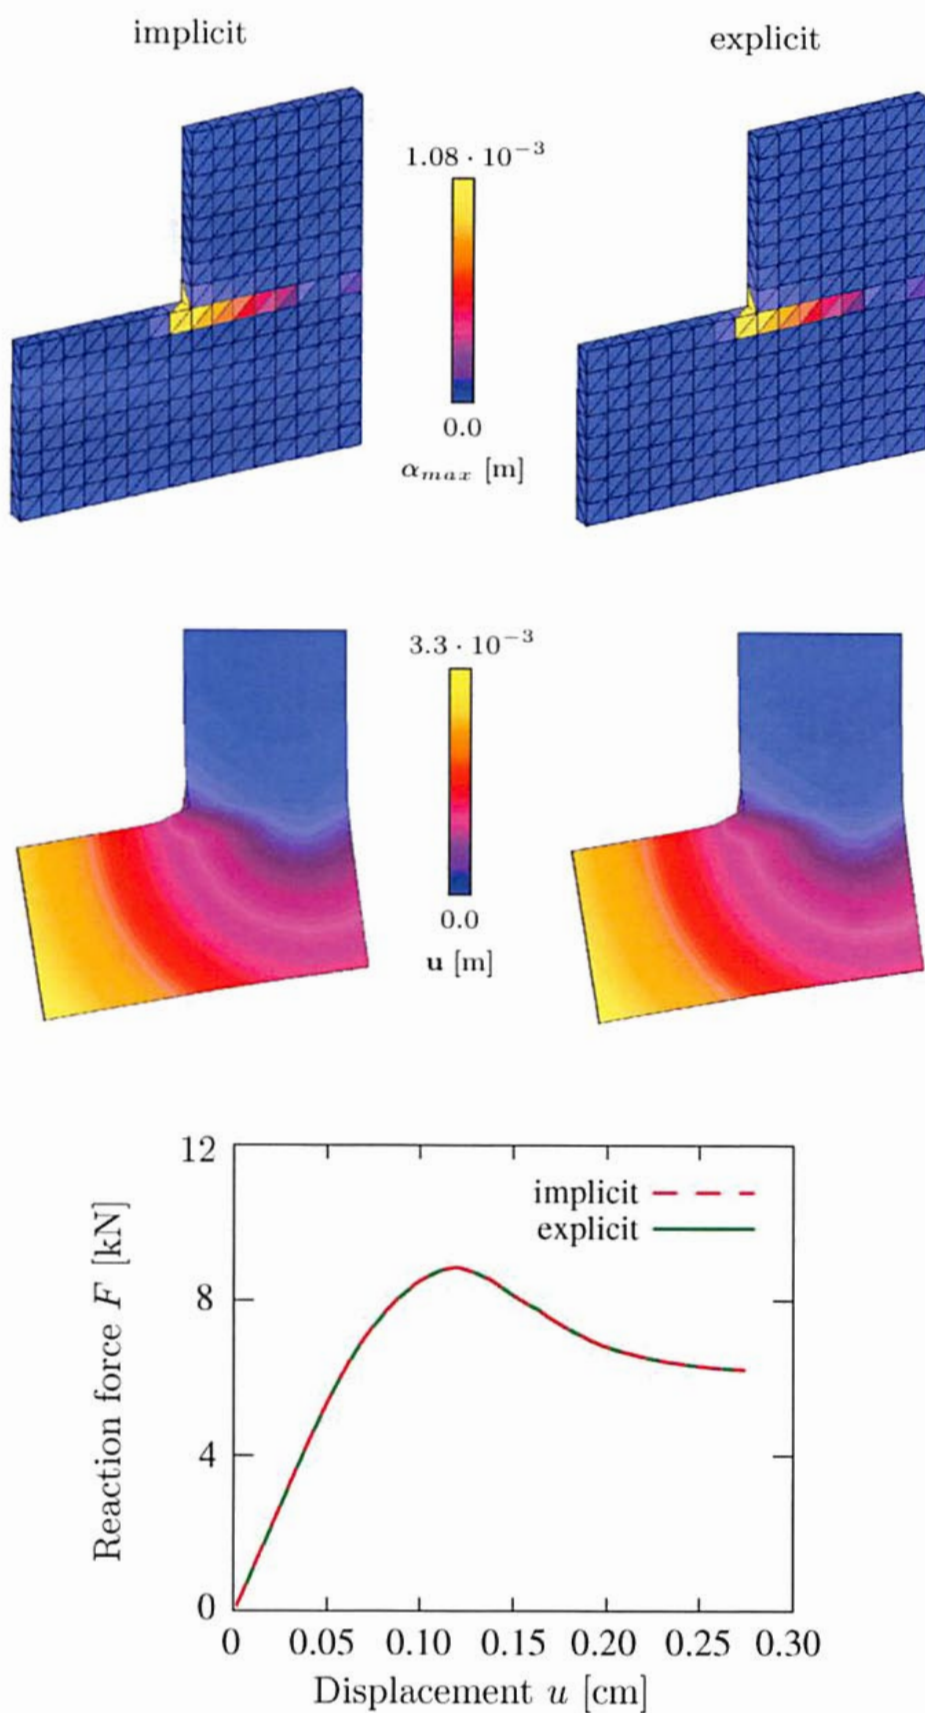 implicit
explicit
1.08 · 10⁻³
0.0
αmax [m]
3.3 · 10⁻³
0.0
u [m]
12
8
4
0
Reaction force F [kN]
implicit
explicit
0 0.05 0.10 0.15 0.20 0.25 0.30
Displacement u [cm]